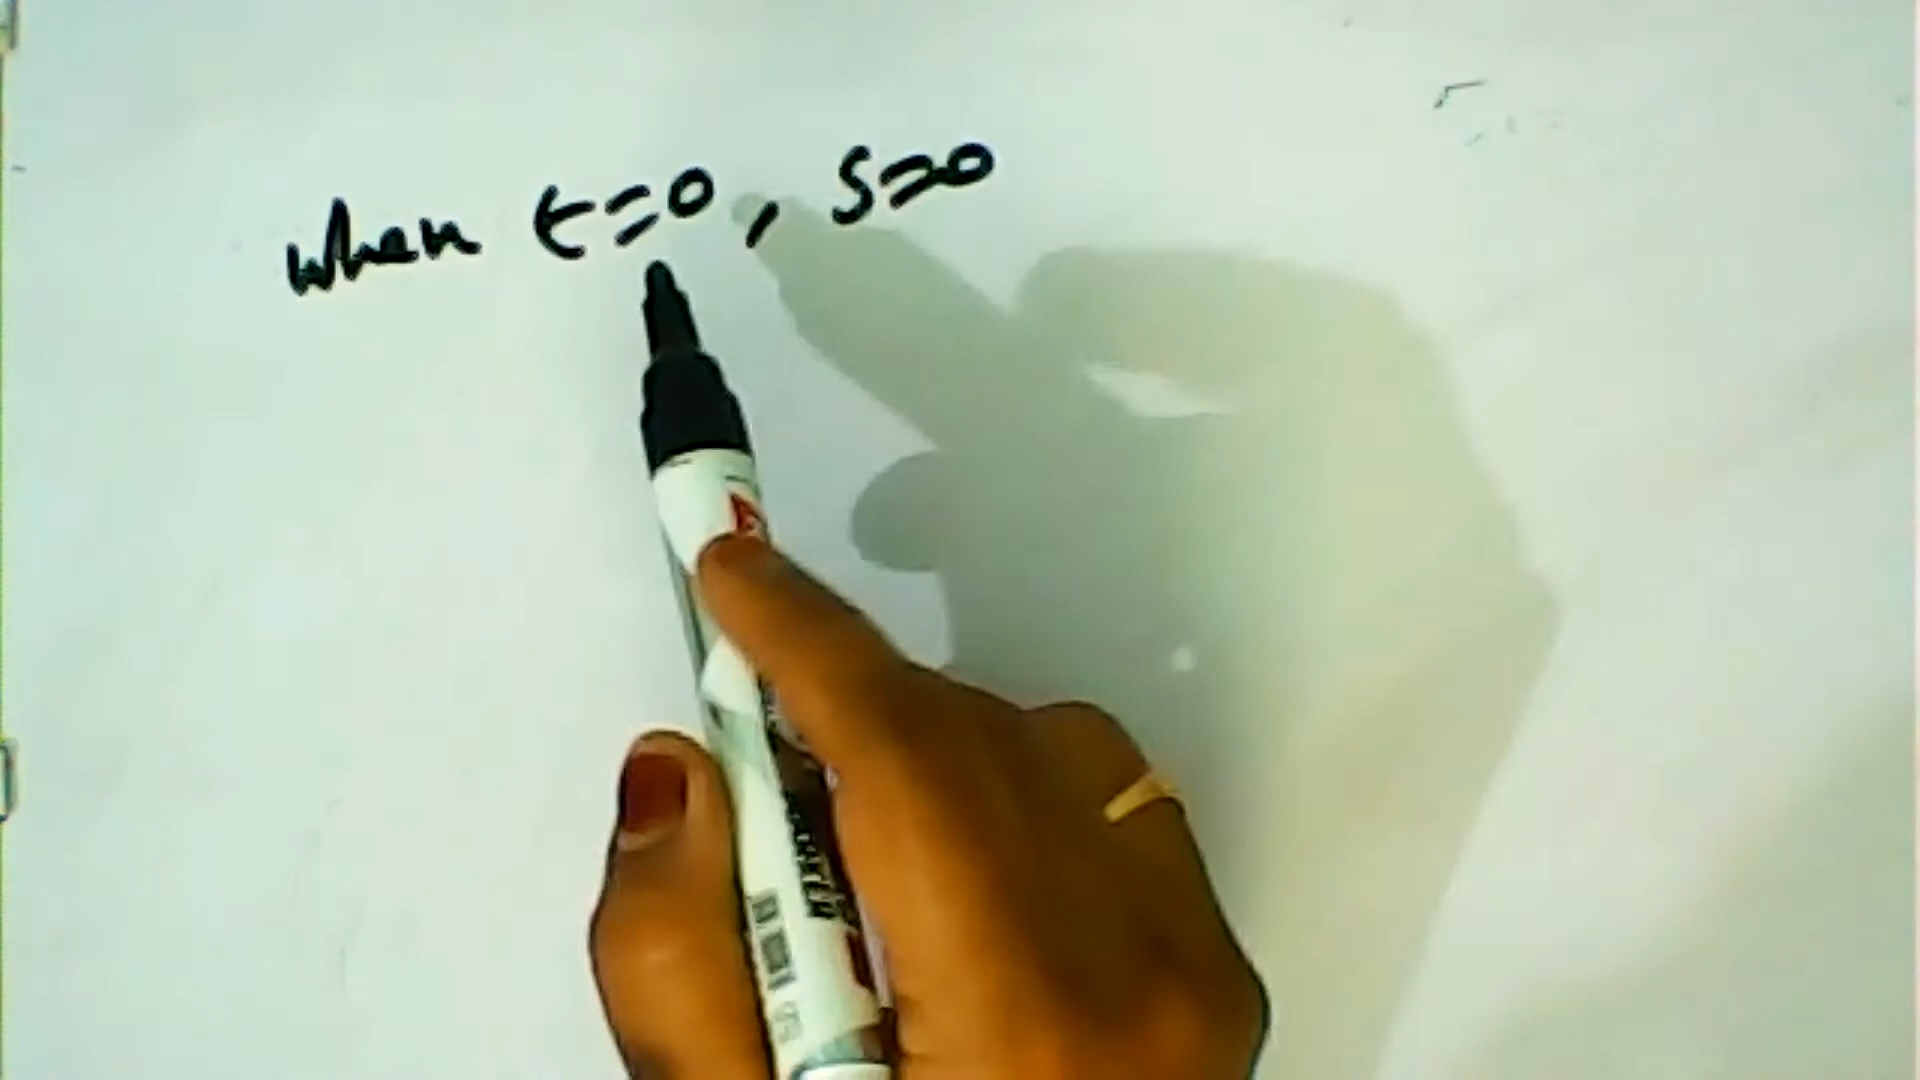 when t=0, s=0